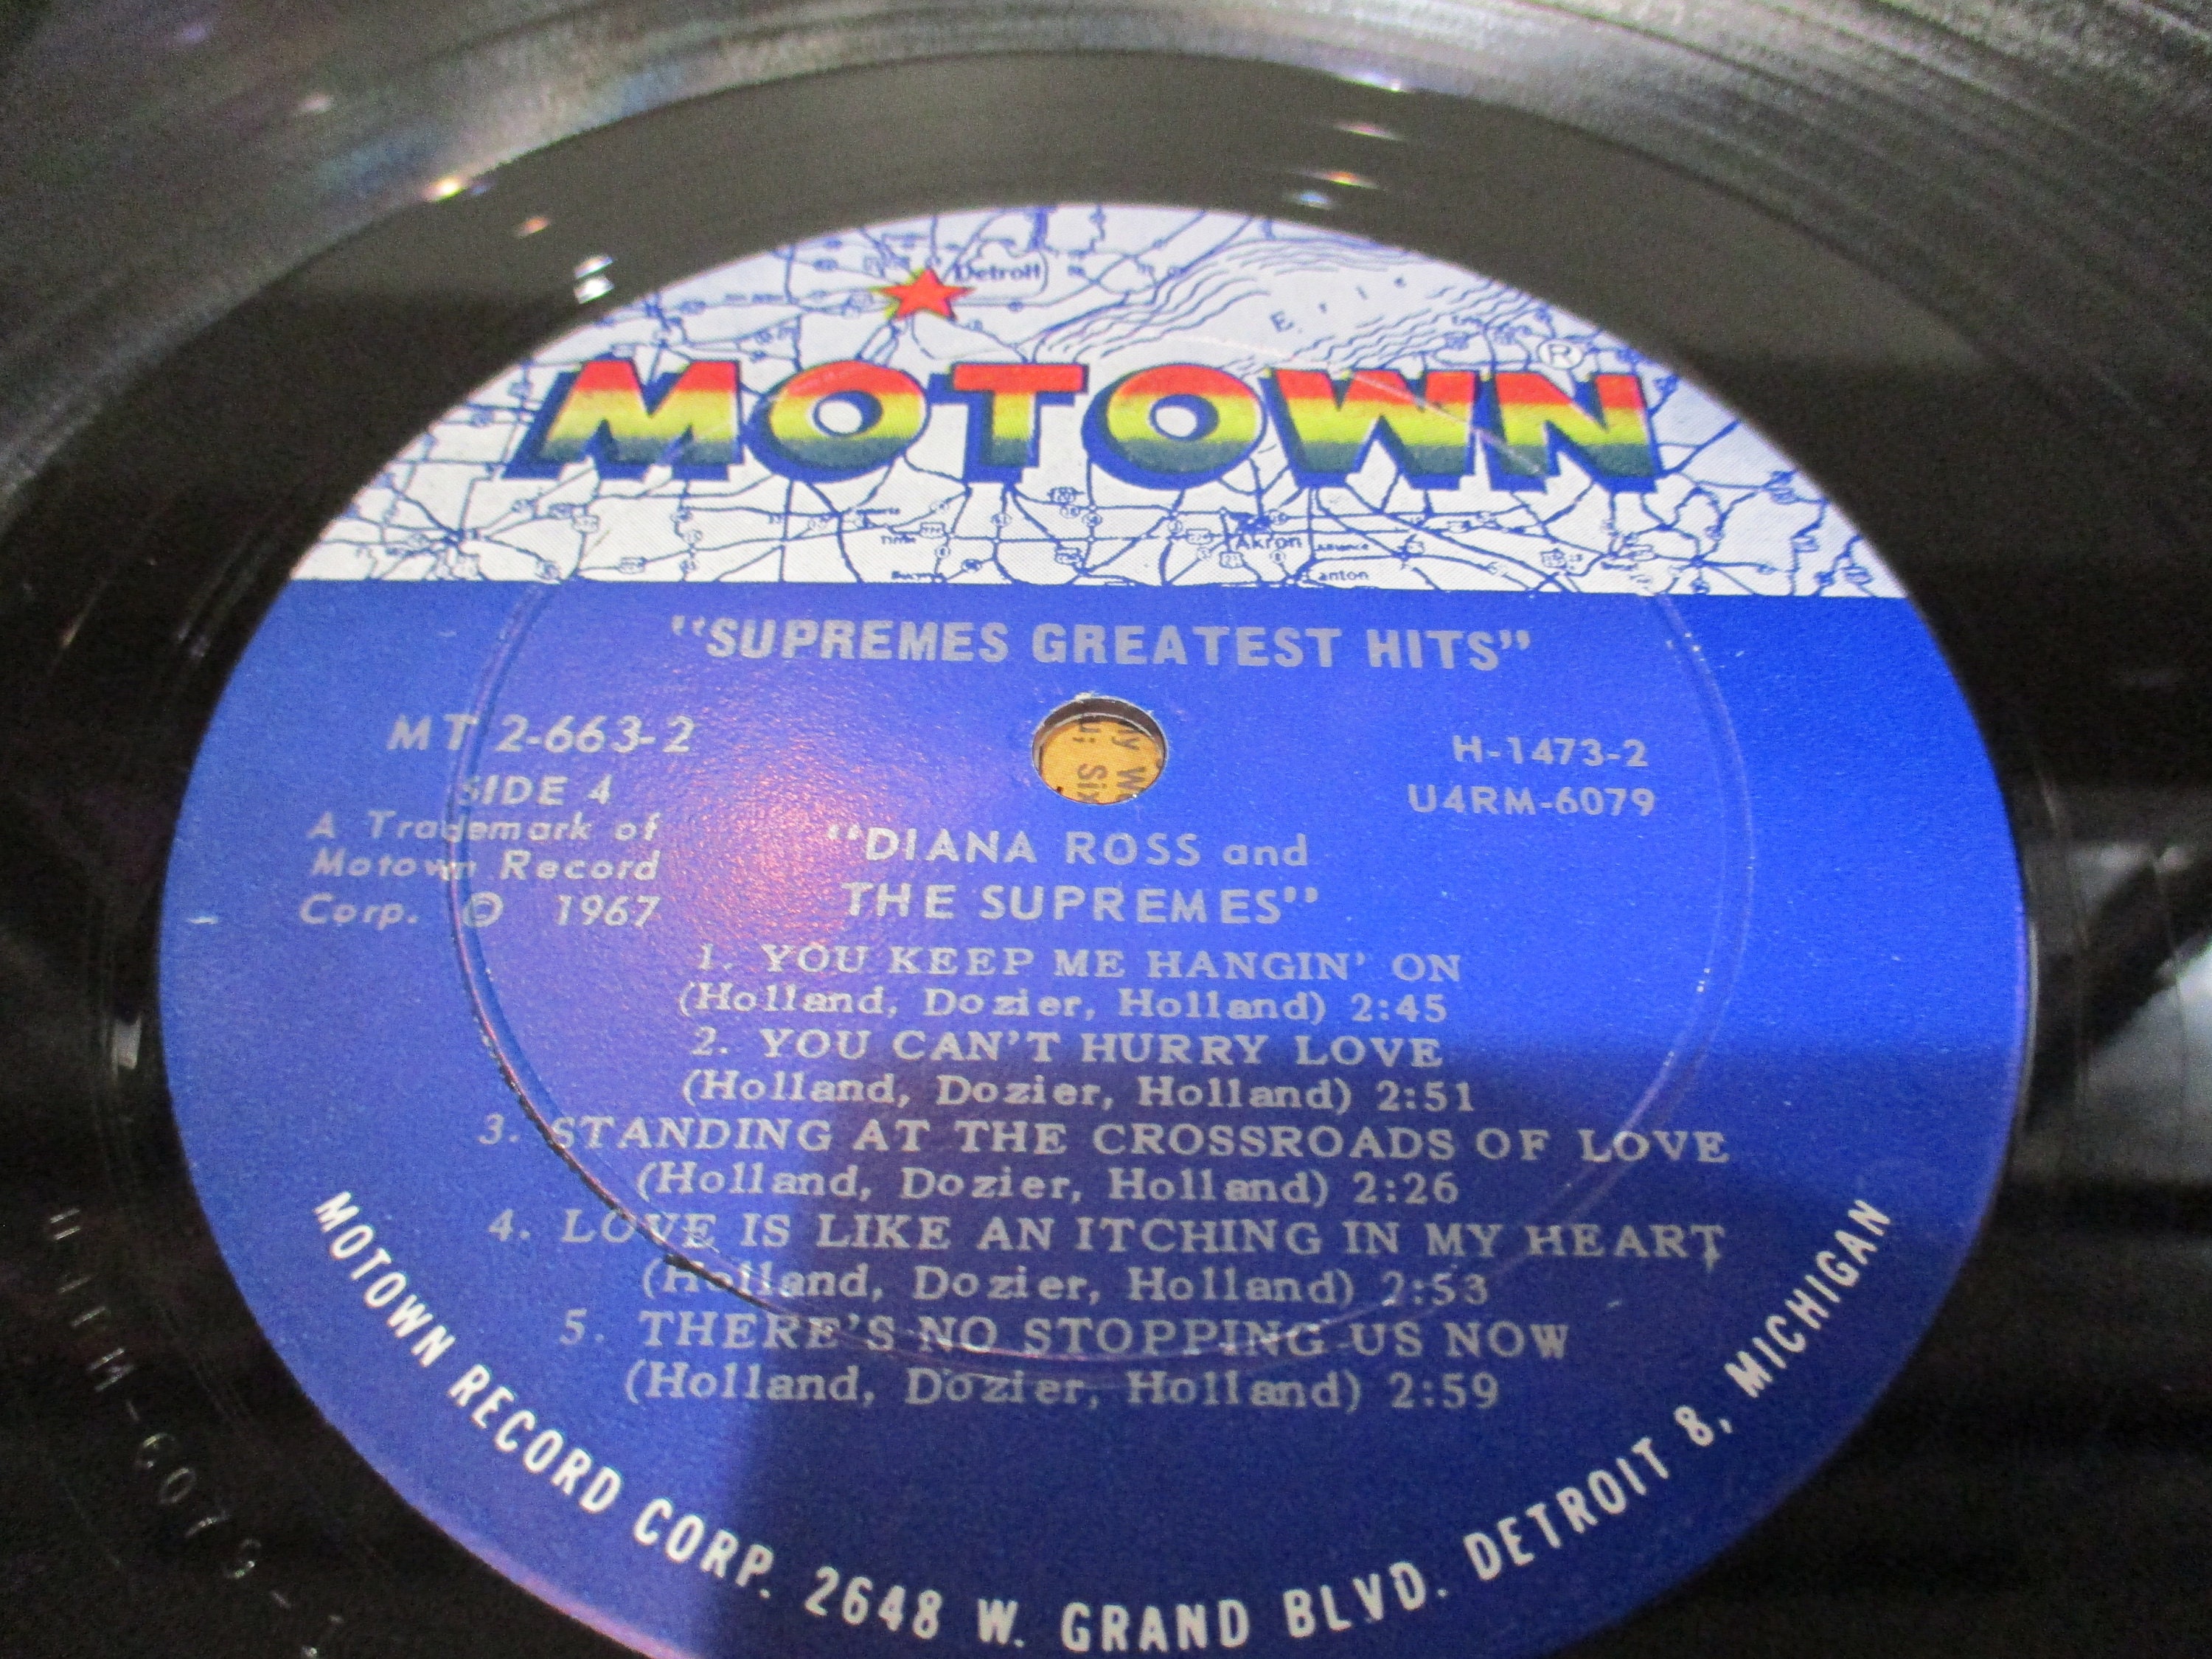 Detroit
Erie
MOTOWN
®
Akron
Alliance
anton
"SUPREMES GREATEST HITS"
MT 2-663-2
SIDE 4
A Trademark of
Motown Record
Corp. © 1967
H-1473-2
U4RM-6079
"DIANA ROSS and
THE SUPREMES"
1. YOU KEEP ME HANGIN' ON
(Holland, Dozier, Holland) 2:45
2. YOU CAN'T HURRY LOVE
(Holland, Dozier, Holland) 2:51
3. STANDING AT THE CROSSROADS OF LOVE
(Holland, Dozier, Holland) 2:26
4. LOVE IS LIKE AN ITCHING IN MY HEART
(Holland, Dozier, Holland) 2:53
5. THERE'S NO STOPPING US NOW
(Holland, Dozier, Holland) 2:59
MOTOWN RECORD CORP. 2648 W. GRAND BLVD. DETROIT 8, MICHIGAN